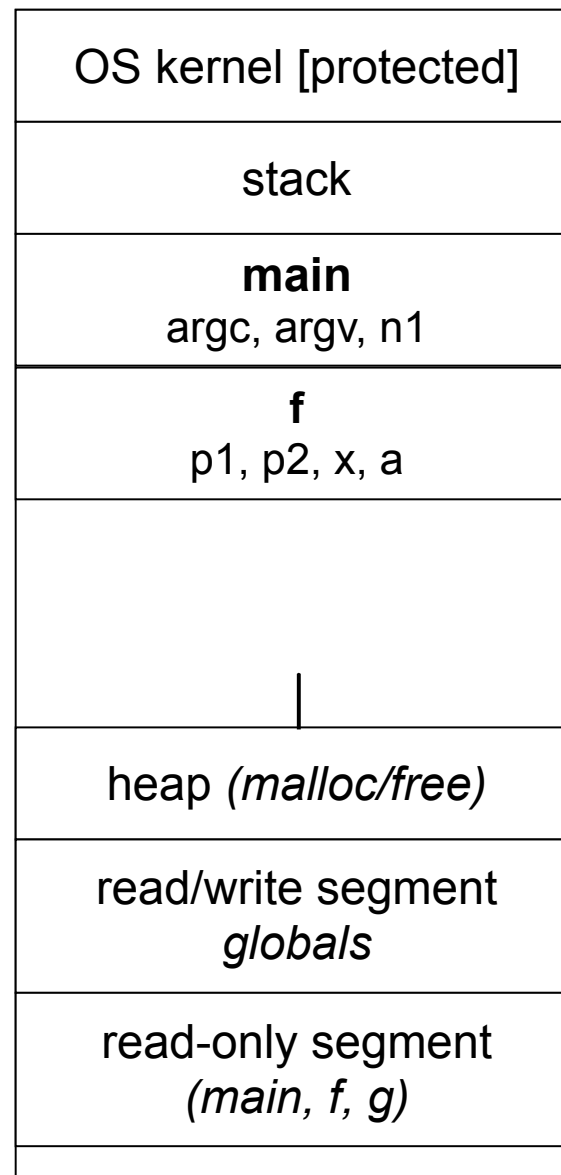 OS kernel [protected]
stack
main
argc, argv, n1
f
p1, p2, x, a
heap (malloc/free)
read/write segment
globals
read-only segment
(main, f, g)